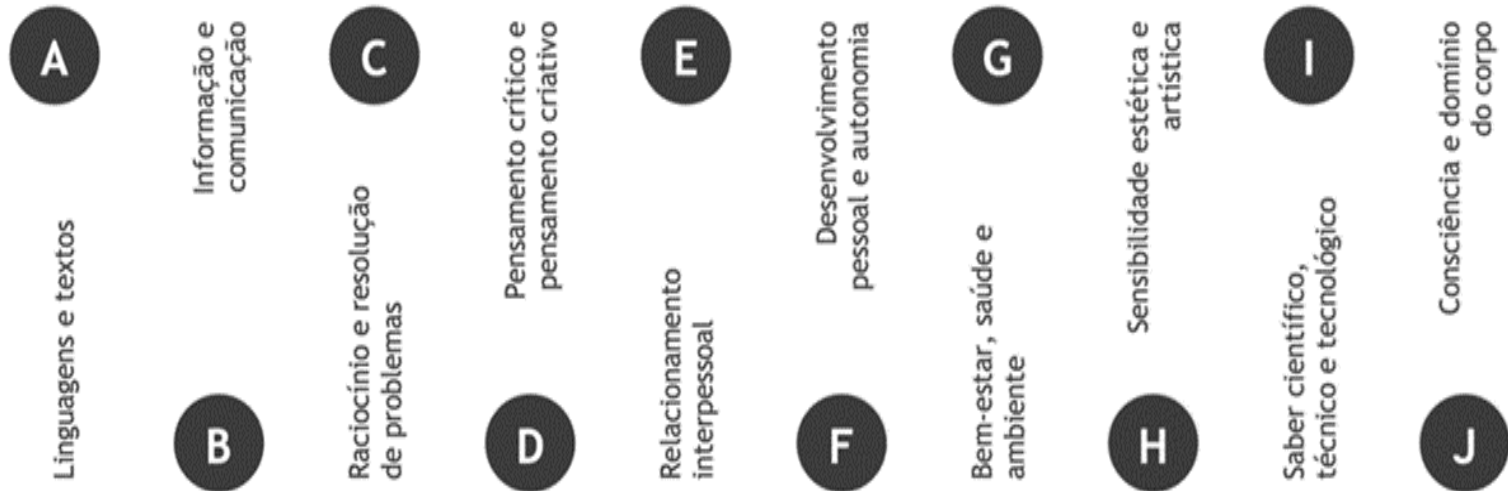 A
Linguagens e textos
B
Informação e
comunicação
C
Raciocínio e resolução
de problemas
D
Pensamento crítico e
pensamento criativo
E
Relacionamento
interpessoal
F
Desenvolvimento
pessoal e autonomia
G
Bem-estar, saúde e
ambiente
H
Sensibilidade estética e
artística
I
Saber científico,
técnico e tecnológico
J
Consciência e domínio
do corpo